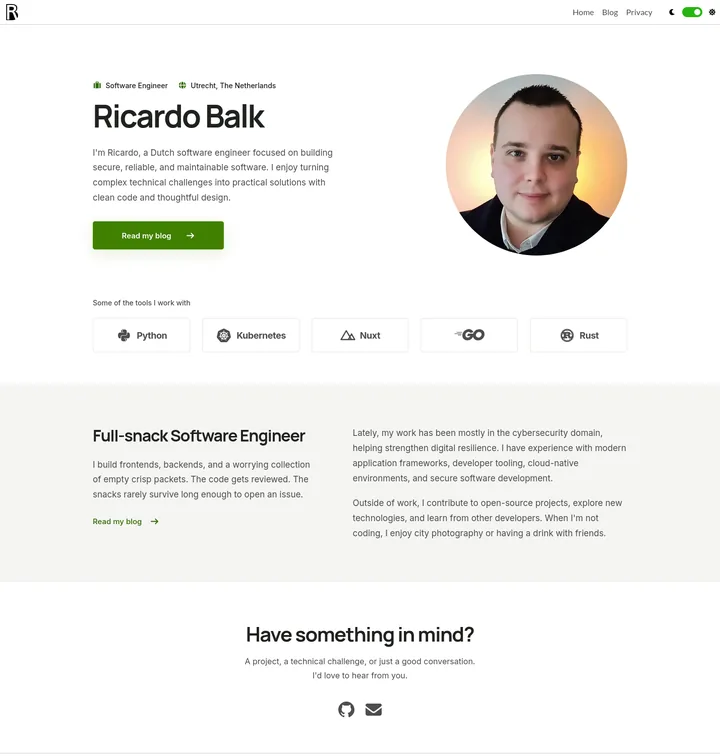 R
Home Blog Privacy
Software Engineer Utrecht, The Netherlands
Ricardo Balk
I'm Ricardo, a Dutch software engineer focused on building
secure, reliable, and maintainable software. I enjoy turning
complex technical challenges into practical solutions with
clean code and thoughtful design.
Read my blog
Some of the tools I work with
Python Kubernetes Nuxt GO Rust
Full-snack Software Engineer
I build frontends, backends, and a worrying collection
of empty crisp packets. The code gets reviewed. The
snacks rarely survive long enough to open an issue.
Read my blog
Lately, my work has been mostly in the cybersecurity domain,
helping strengthen digital resilience. I have experience with modern
application frameworks, developer tooling, cloud-native
environments, and secure software development.
Outside of work, I contribute to open-source projects, explore new
technologies, and learn from other developers. When I'm not
coding, I enjoy city photography or having a drink with friends.
Have something in mind?
A project, a technical challenge, or just a good conversation.
I'd love to hear from you.